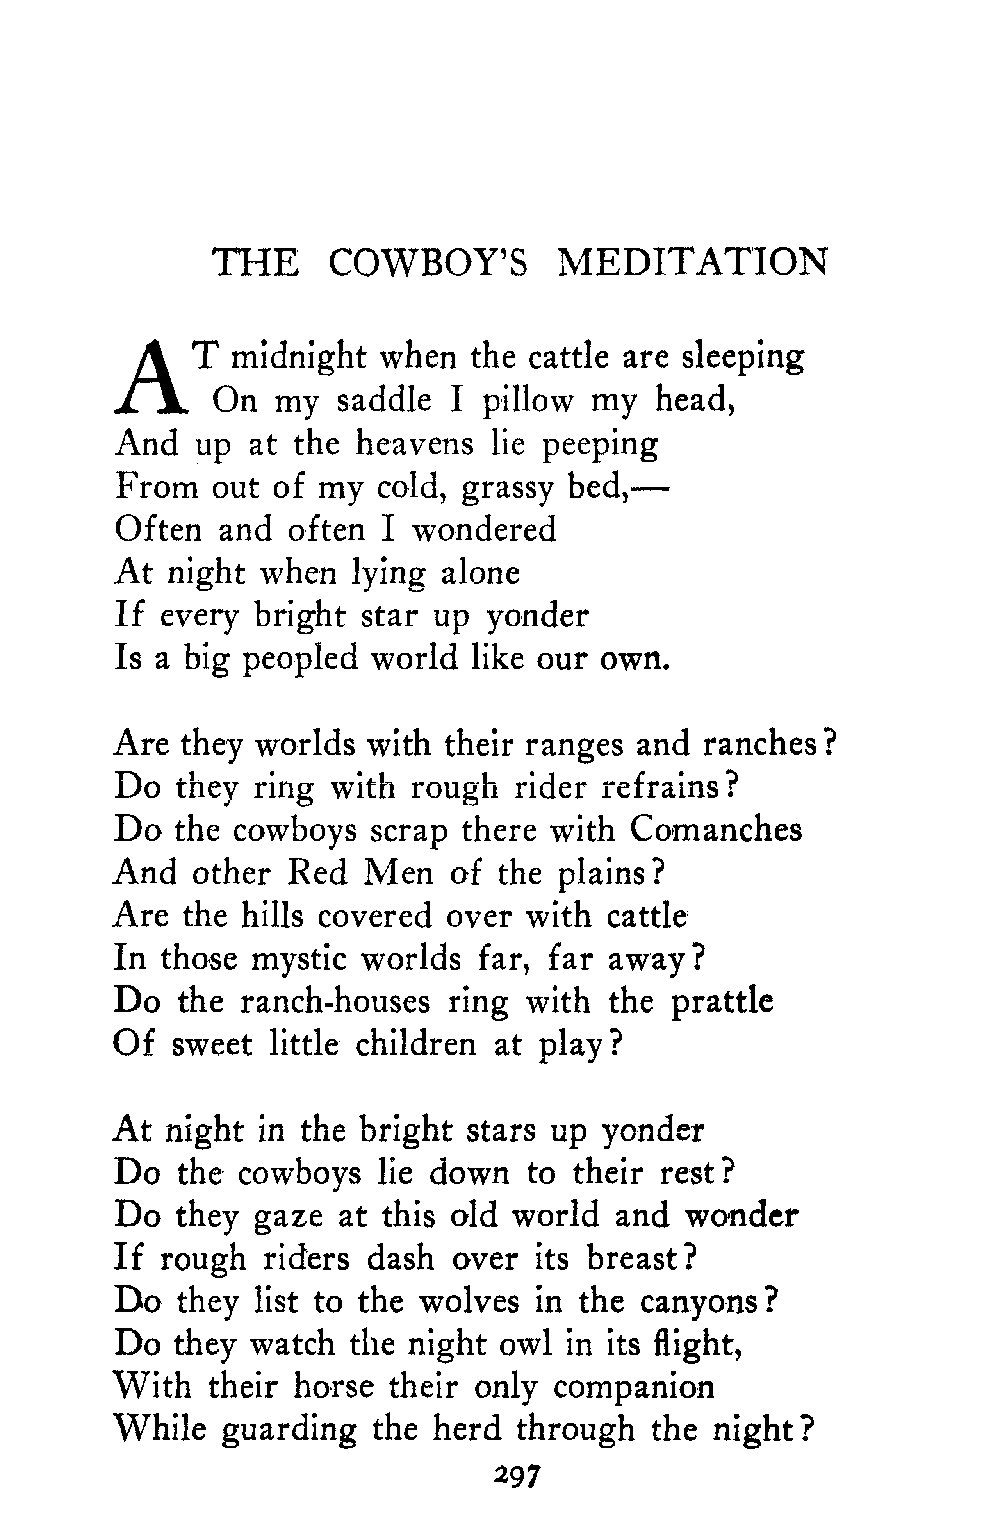 THE COWBOY'S MEDITATION
AT midnight when the cattle are sleeping
On my saddle I pillow my head,
And up at the heavens lie peeping
From out of my cold, grassy bed,—
Often and often I wondered
At night when lying alone
If every bright star up yonder
Is a big peopled world like our own.
Are they worlds with their ranges and ranches?
Do they ring with rough rider refrains?
Do the cowboys scrap there with Comanches
And other Red Men of the plains?
Are the hills covered over with cattle
In those mystic worlds far, far away?
Do the ranch-houses ring with the prattle
Of sweet little children at play?
At night in the bright stars up yonder
Do the cowboys lie down to their rest?
Do they gaze at this old world and wonder
If rough riders dash over its breast?
Do they list to the wolves in the canyons?
Do they watch the night owl in its flight,
With their horse their only companion
While guarding the herd through the night?
297